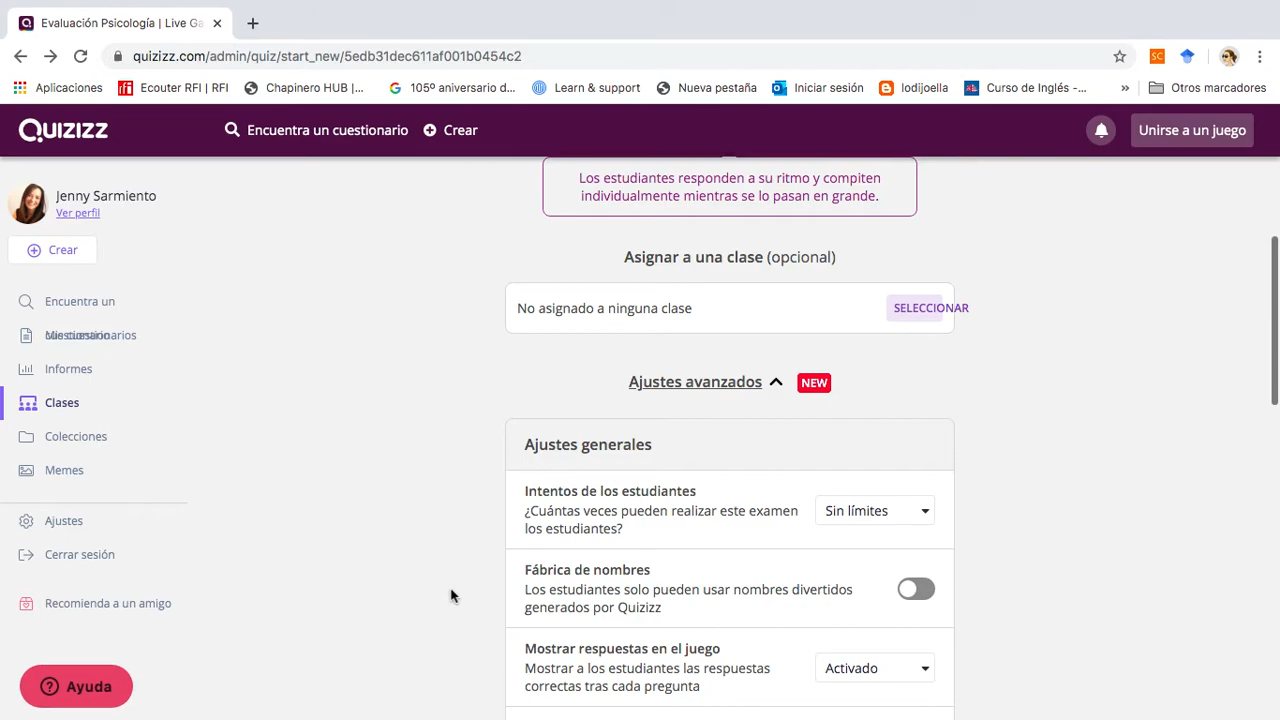 Evaluación Psicología | Live Ga
quizizz.com/admin/quiz/start_new/5edb31dec611af001b0454c2
Aplicaciones
Ecouter RFI | RFI
Chapinero HUB |...
105º aniversario d...
Learn & support
Nueva pestaña
Iniciar sesión
lodijoella
Curso de Inglés -...
»
Otros marcadores
QUIZIZZ
Encuentra un cuestionario
Crear
Unirse a un juego
Jenny Sarmiento
Ver perfil
Crear
Encuentra un
cuestionario
Mis cuestionarios
Informes
Clases
Colecciones
Memes
Ajustes
Cerrar sesión
Recomienda a un amigo
Ayuda
Los estudiantes responden a su ritmo y compiten
individualmente mientras se lo pasan en grande.
Asignar a una clase (opcional)
No asignado a ninguna clase
SELECCIONAR
Ajustes avanzados
NEW
Ajustes generales
Intentos de los estudiantes
¿Cuántas veces pueden realizar este examen
los estudiantes?
Sin límites
Fábrica de nombres
Los estudiantes solo pueden usar nombres divertidos
generados por Quizizz
Mostrar respuestas en el juego
Mostrar a los estudiantes las respuestas
correctas tras cada pregunta
Activado